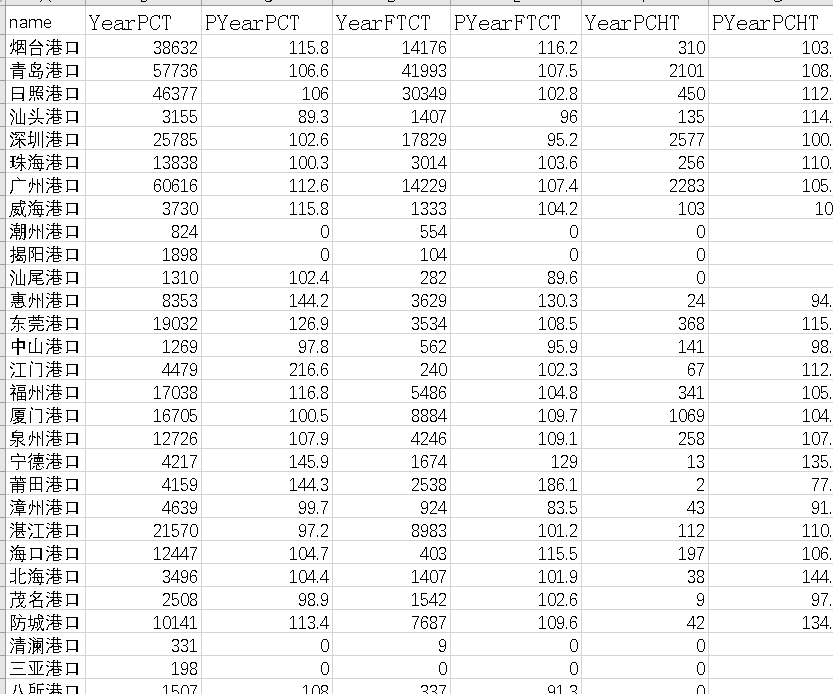 name YearPCT PYearPCT YearFTCT PYearFTCT YearPCHT PYearPCHT
烟台港口 38632 115.8 14176 116.2 310 103.
青岛港口 57736 106.6 41993 107.5 2101 108.
日照港口 46377 106 30349 102.8 450 112.
汕头港口 3155 89.3 1407 96 135 114.
深圳港口 25785 102.6 17829 95.2 2577 100.
珠海港口 13838 100.3 3014 103.6 256 110.
广州港口 60616 112.6 14229 107.4 2283 105.
威海港口 3730 115.8 1333 104.2 103 10
潮州港口 824 0 554 0 0
揭阳港口 1898 0 104 0 0
汕尾港口 1310 102.4 282 89.6 0
惠州港口 8353 144.2 3629 130.3 24 94.
东莞港口 19032 126.9 3534 108.5 368 115.
中山港口 1269 97.8 562 95.9 141 98.
江门港口 4479 216.6 240 102.3 67 112.
福州港口 17038 116.8 5486 104.8 341 105.
厦门港口 16705 100.5 8884 109.7 1069 104.
泉州港口 12726 107.9 4246 109.1 258 107.
宁德港口 4217 145.9 1674 129 13 135.
莆田港口 4159 144.3 2538 186.1 2 77.
漳州港口 4639 99.7 924 83.5 43 91.
湛江港口 21570 97.2 8983 101.2 112 110.
海口港口 12447 104.7 403 115.5 197 106.
北海港口 3496 104.4 1407 101.9 38 144.
茂名港口 2508 98.9 1542 102.6 9 97.
防城港口 10141 113.4 7687 109.6 42 134.
清澜港口 331 0 9 0 0
三亚港口 198 0 0 0 0
八所港口 1507 108 337 91.3 0